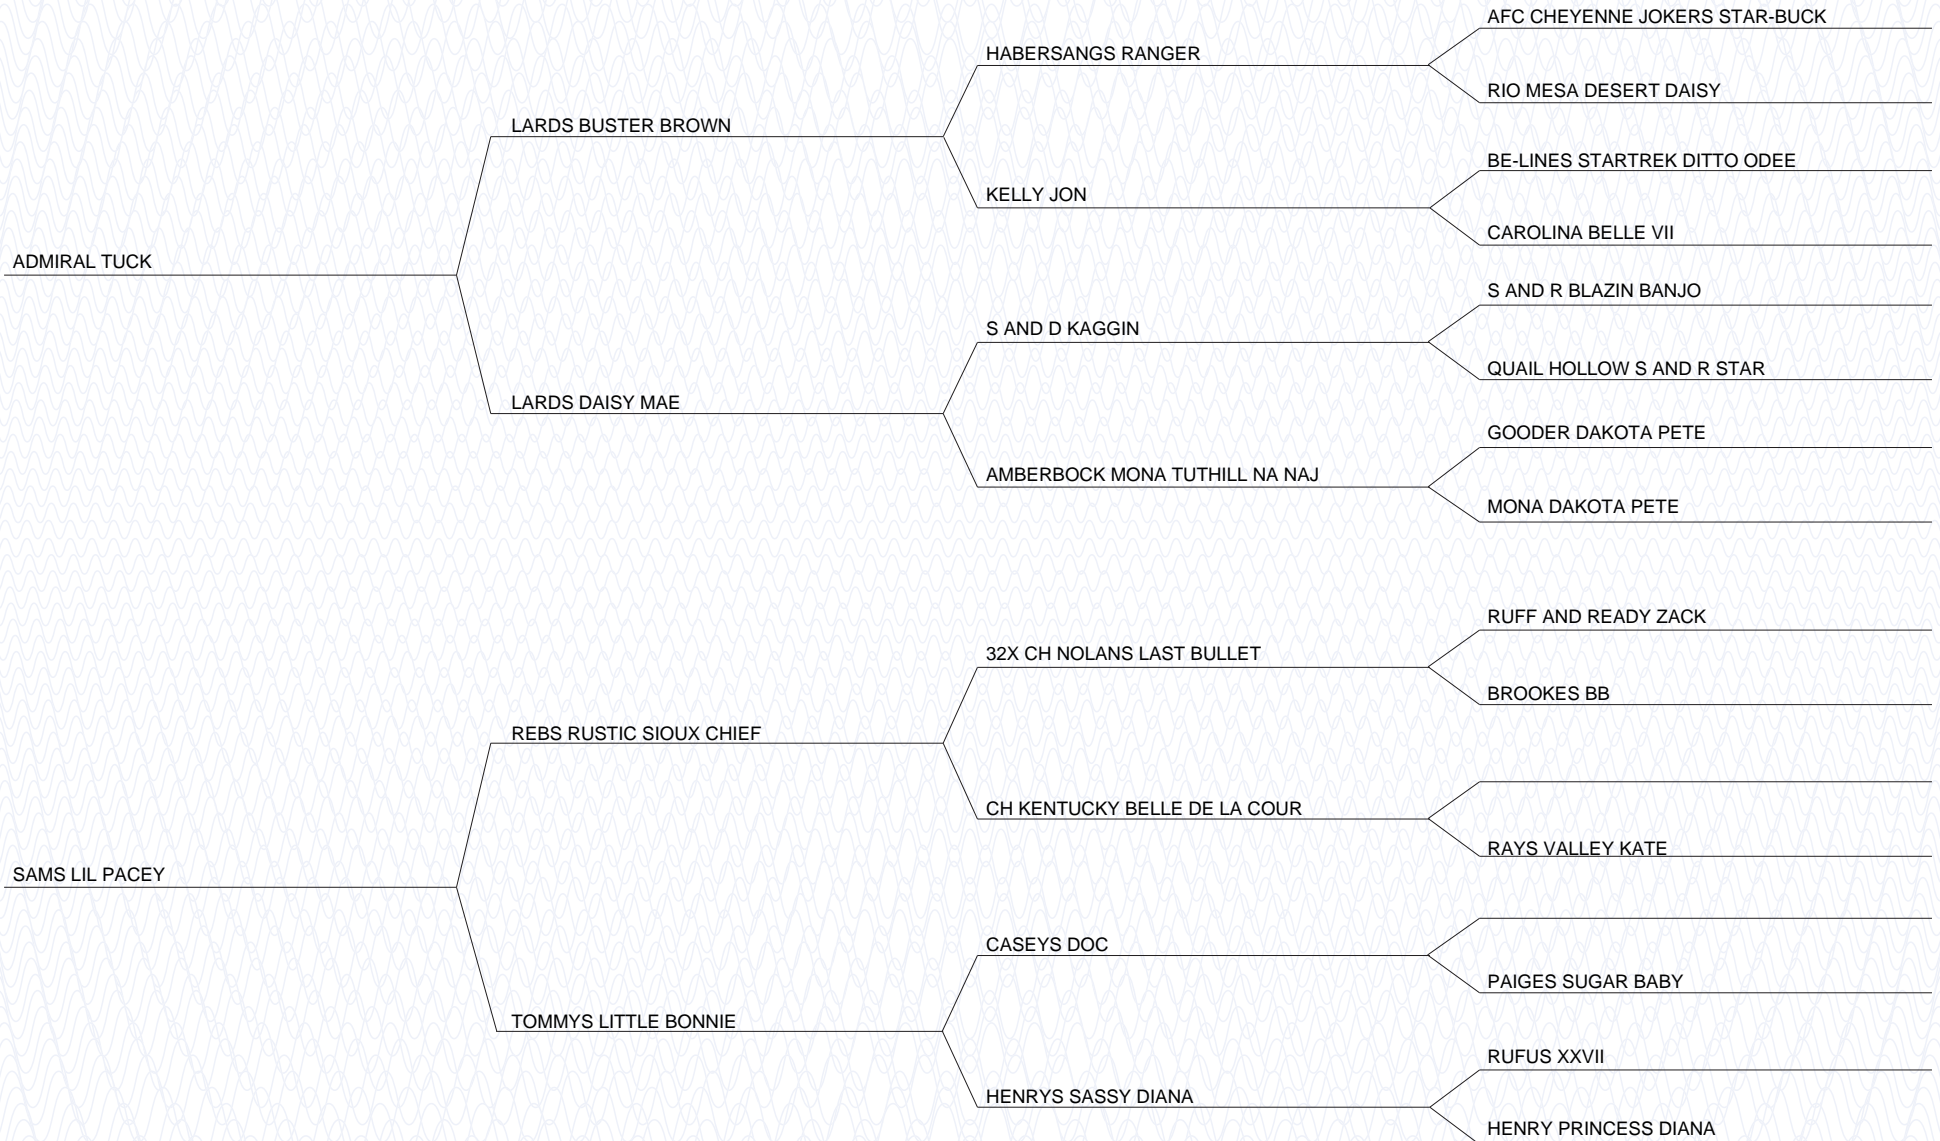 AFC CHEYENNE JOKERS STAR-BUCK
HABERSANGS RANGER
RIO MESA DESERT DAISY
LARDS BUSTER BROWN
BE-LINES STARTREK DITTO ODEE
KELLY JON
CAROLINA BELLE VII
ADMIRAL TUCK
S AND R BLAZIN BANJO
S AND D KAGGIN
QUAIL HOLLOW S AND R STAR
LARDS DAISY MAE
GOODER DAKOTA PETE
AMBERBOCK MONA TUTHILL NA NAJ
MONA DAKOTA PETE
RUFF AND READY ZACK
32X CH NOLANS LAST BULLET
BROOKES BB
REBS RUSTIC SIOUX CHIEF
CH KENTUCKY BELLE DE LA COUR
RAYS VALLEY KATE
SAMS LIL PACEY
CASEYS DOC
PAIGES SUGAR BABY
TOMMYS LITTLE BONNIE
RUFUS XXVII
HENRYS SASSY DIANA
HENRY PRINCESS DIANA